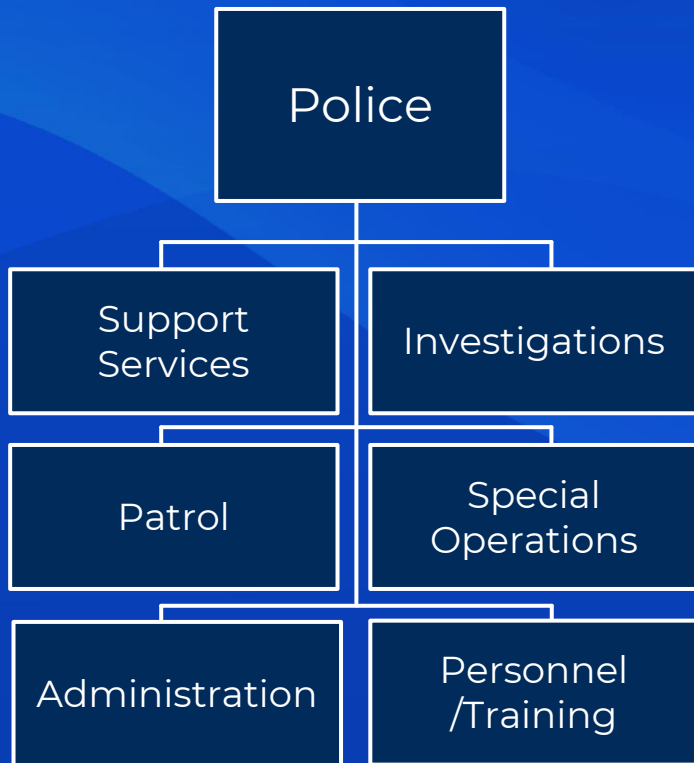 Police
Support
Services
Investigations
Patrol
Special
Operations
Administration
Personnel
/Training